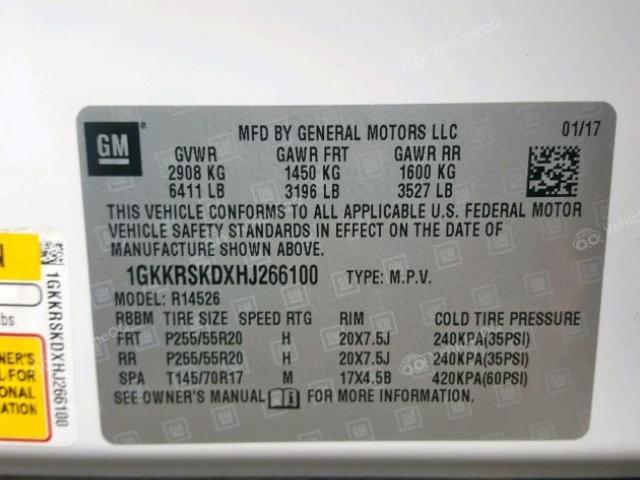 GM
MFD BY GENERAL MOTORS LLC 01/17
GVWR GAWR FRT GAWR RR
2908 KG 1450 KG 1600 KG
6411 LB 3196 LB 3527 LB
THIS VEHICLE CONFORMS TO ALL APPLICABLE U.S. FEDERAL MOTOR
VEHICLE SAFETY STANDARDS IN EFFECT ON THE DATE OF
MANUFACTURE SHOWN ABOVE.
1GKKRSKDXHJ266100 TYPE: M.P.V.
MODEL: R14526
RBBM TIRE SIZE SPEED RTG RIM COLD TIRE PRESSURE
FRT P255/55R20 H 20X7.5J 240KPA(35PSI)
RR P255/55R20 H 20X7.5J 240KPA(35PSI)
SPA T145/70R17 M 17X4.5B 420KPA(60PSI)
SEE OWNER'S MANUAL FOR MORE INFORMATION.
1GKKRSKDXHJ266100
VehicleGQ